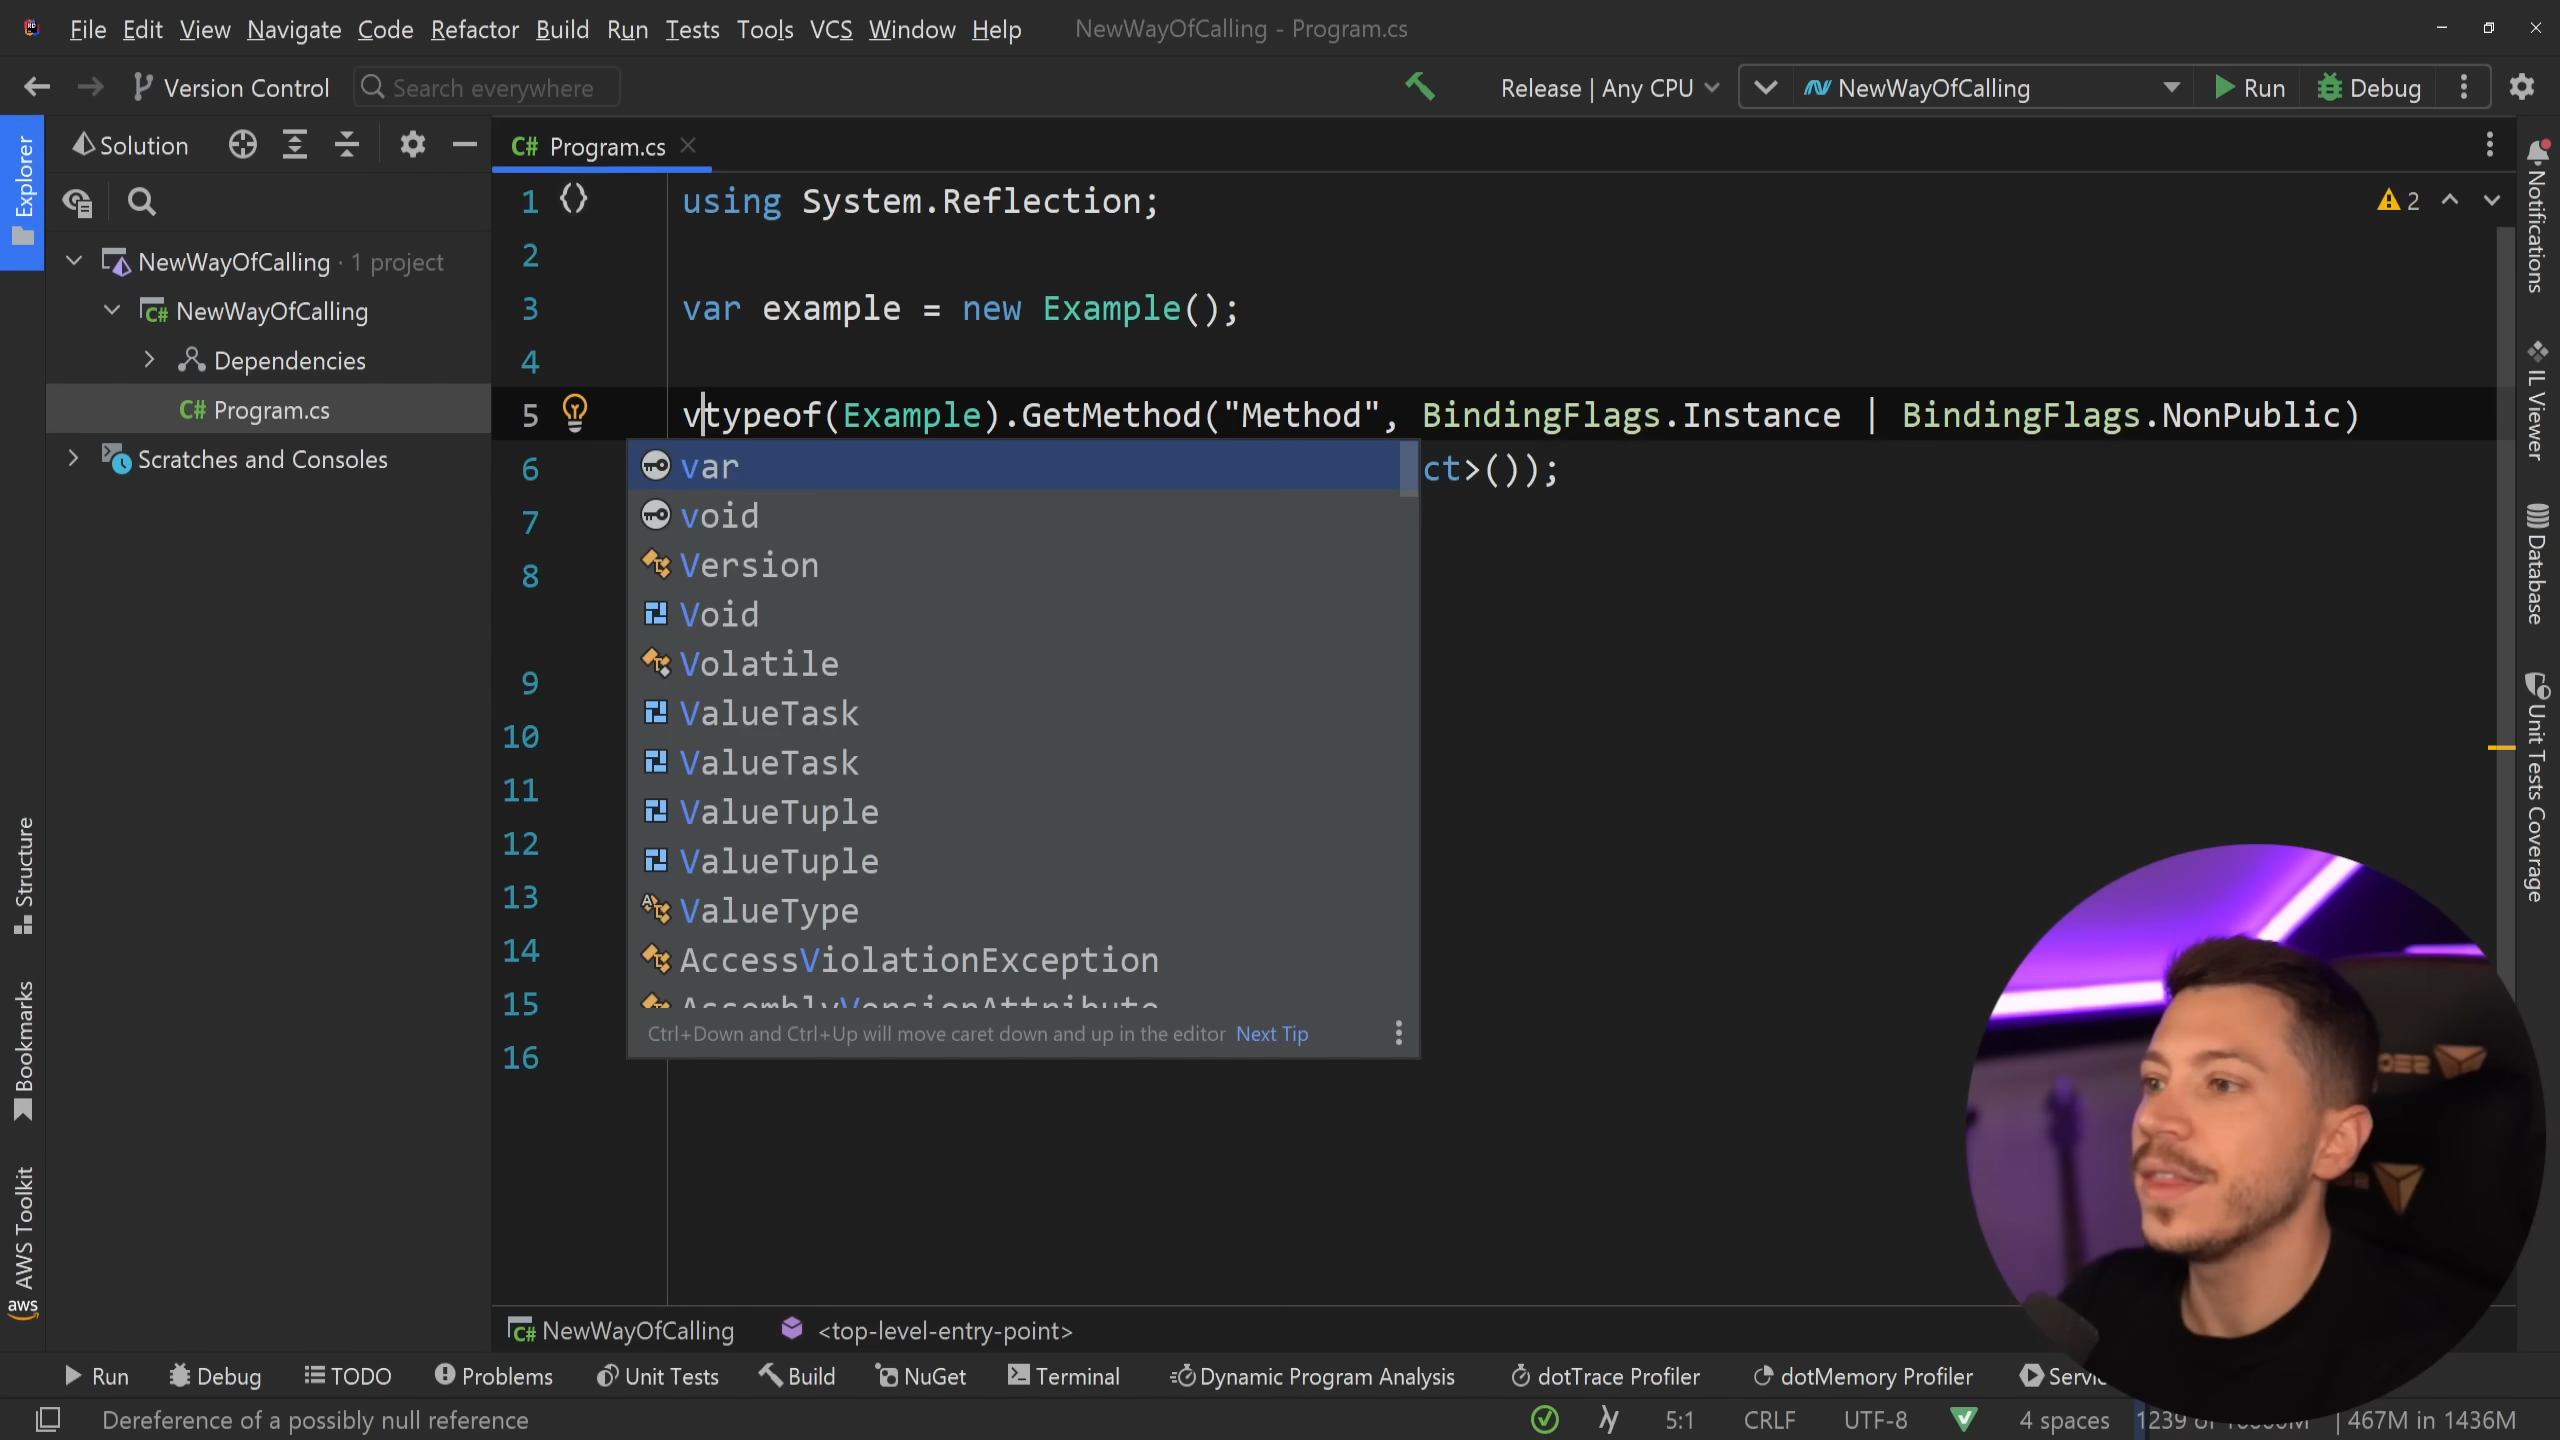 File Edit View Navigate Code Refactor Build Run Tests Tools VCS Window Help NewWayOfCalling - Program.cs
Version Control Search everywhere Release | Any CPU NewWayOfCalling Run Debug
Explorer
Solution
Program.cs
1 using System.Reflection;
2
2
NewWayOfCalling · 1 project
3 var example = new Example();
NewWayOfCalling
Dependencies
4
Program.cs
5 vtypeof(Example).GetMethod("Method", BindingFlags.Instance | BindingFlags.NonPublic)
Scratches and Consoles
6 ct>());
7
8
9
10
11
12
13
14
15
16
var
void
Version
Void
Volatile
ValueTask
ValueTask
ValueTuple
ValueTuple
ValueType
AccessViolationException
AssemblyVersionAttribute
Ctrl+Down and Ctrl+Up will move caret down and up in the editor Next Tip
Notifications
IL Viewer
Database
Unit Tests Coverage
Structure
Bookmarks
AWS Toolkit
aws
NewWayOfCalling <top-level-entry-point>
Run Debug TODO Problems Unit Tests Build NuGet Terminal Dynamic Program Analysis dotTrace Profiler dotMemory Profiler
Dereference of a possibly null reference 5:1 CRLF UTF-8 4 spaces 1239 of 467M in 1436M